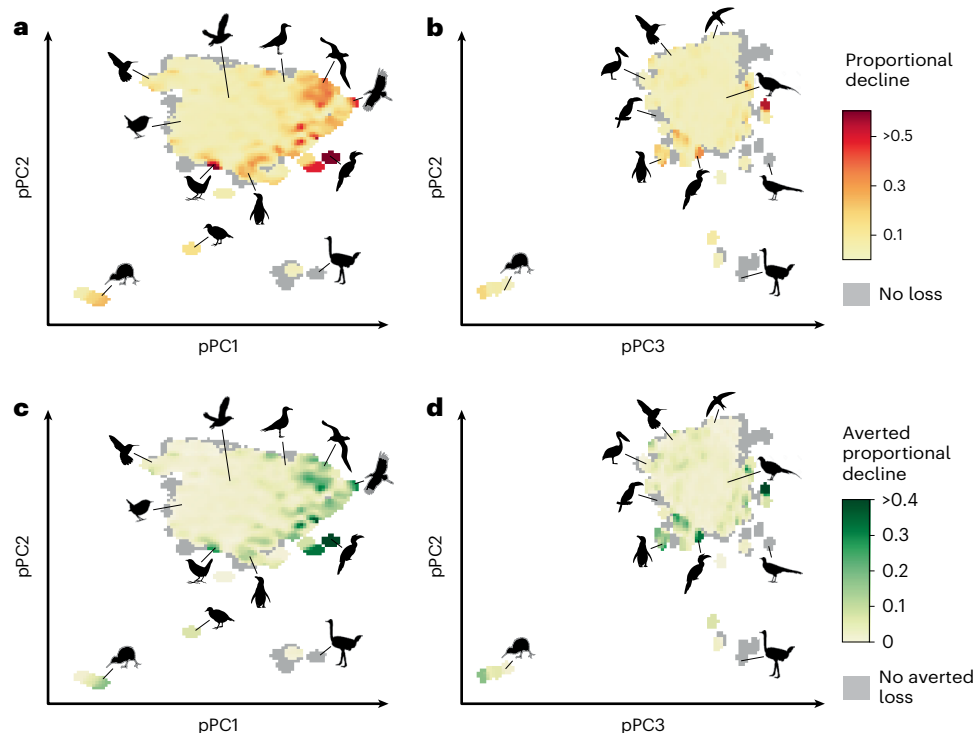 a
pPC2
pPC1
b
pPC2
pPC3
Proportional
decline
>0.5
0.3
0.1
No loss
c
pPC2
pPC1
d
pPC2
pPC3
Averted
proportional
decline
>0.4
0.3
0.2
0.1
0
No averted
loss